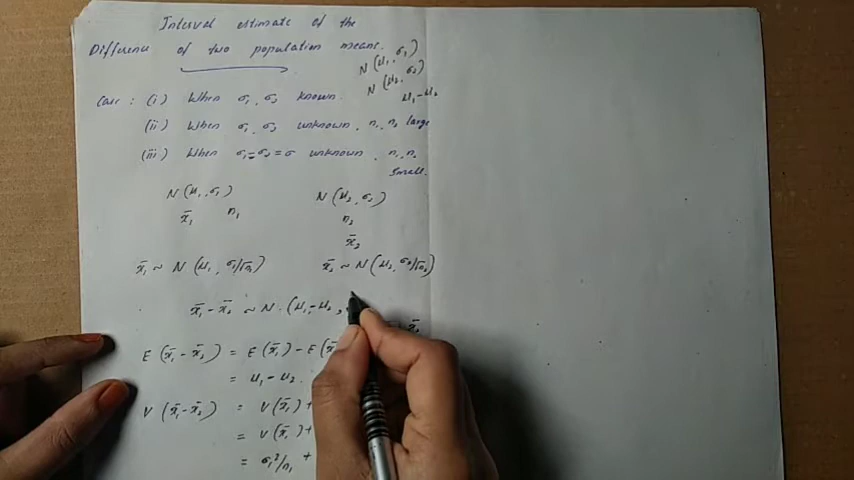 Interval estimate of the
Difference of two population means.
N(μ₁, σ₁)
N(μ₂, σ₂)
μ₁-μ₂
Case : (i) When σ₁, σ₂ known.
(ii) When σ₁, σ₂ unknown, n₁, n₂ large
(iii) When σ₁=σ₂=σ unknown, n₁, n₂
small.
N(μ₁, σ₁) N(μ₂, σ₂)
x̄₁ n₁ n₂
x̄₂
x̄₁ ~ N(μ₁, σ₁/√n₁) x̄₂ ~ N(μ₂, σ₂/√n₂)
x̄₁-x̄₂ ~ N(μ₁-μ₂,
E(x̄₁-x̄₂) = E(x̄₁)-E(x̄
= μ₁-μ₂.
V(x̄₁-x̄₂) = V(x̄₁)+
= V(x̄₁)+
= σ₁²/n₁ +